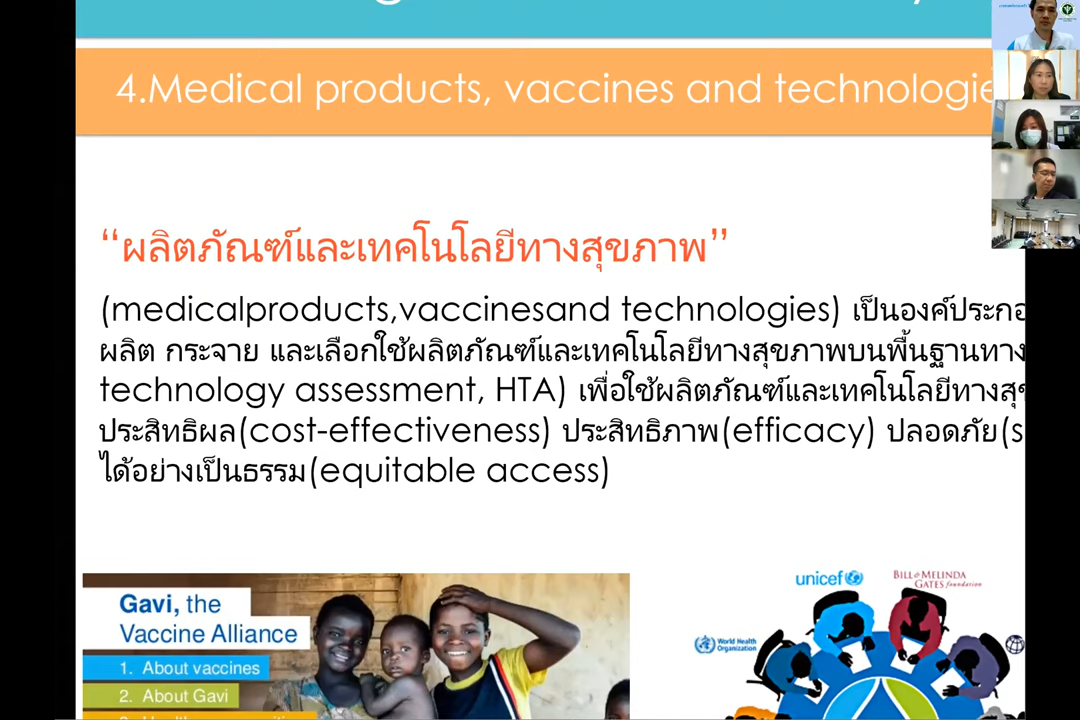 4.Medical products, vaccines and technologie
“ผลิตภัณฑ์และเทคโนโลยีทางสุขภาพ”
(medicalproducts,vaccinesand technologies) เป็นองค์ประกอ
ผลิต กระจาย และเลือกใช้ผลิตภัณฑ์และเทคโนโลยีทางสุขภาพบนพื้นฐานทาง
technology assessment, HTA) เพื่อใช้ผลิตภัณฑ์และเทคโนโลยีทางสุข
ประสิทธิผล(cost-effectiveness) ประสิทธิภาพ(efficacy) ปลอดภัย(s
ได้อย่างเป็นธรรม(equitable access)
Gavi, the
Vaccine Alliance
1. About vaccines
2. About Gavi
unicef
BILL & MELINDA
GATES foundation
World Health
Organization